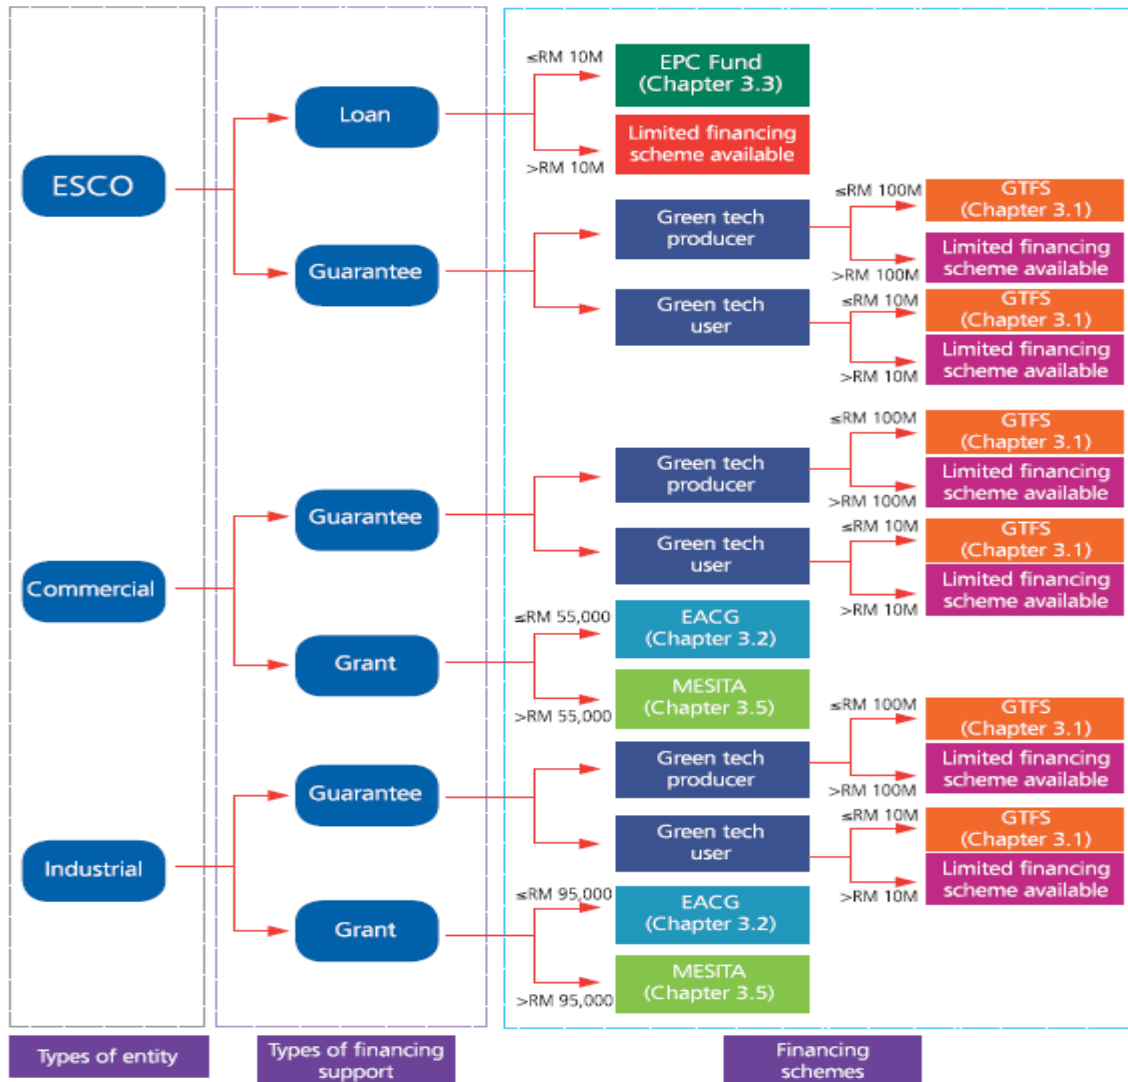 ≤RM 10M
EPC Fund
(Chapter 3.3)
Loan
Limited financing
scheme available
>RM 10M
ESCO
≤RM 100M
GTFS
(Chapter 3.1)
Green tech
producer
Limited financing
scheme available
>RM 100M
Guarantee
≤RM 10M
GTFS
(Chapter 3.1)
Green tech
user
Limited financing
scheme available
>RM 10M
≤RM 100M
GTFS
(Chapter 3.1)
Green tech
producer
Limited financing
scheme available
>RM 100M
Guarantee
≤RM 10M
GTFS
(Chapter 3.1)
Green tech
user
Limited financing
scheme available
>RM 10M
Commercial
≤RM 55,000
EACG
(Chapter 3.2)
Grant
MESITA
(Chapter 3.5)
>RM 55,000
≤RM 100M
GTFS
(Chapter 3.1)
Green tech
producer
Limited financing
scheme available
>RM 100M
Guarantee
≤RM 10M
GTFS
(Chapter 3.1)
Green tech
user
Limited financing
scheme available
>RM 10M
Industrial
≤RM 95,000
EACG
(Chapter 3.2)
Grant
MESITA
(Chapter 3.5)
>RM 95,000
Types of entity
Types of financing
support
Financing
schemes